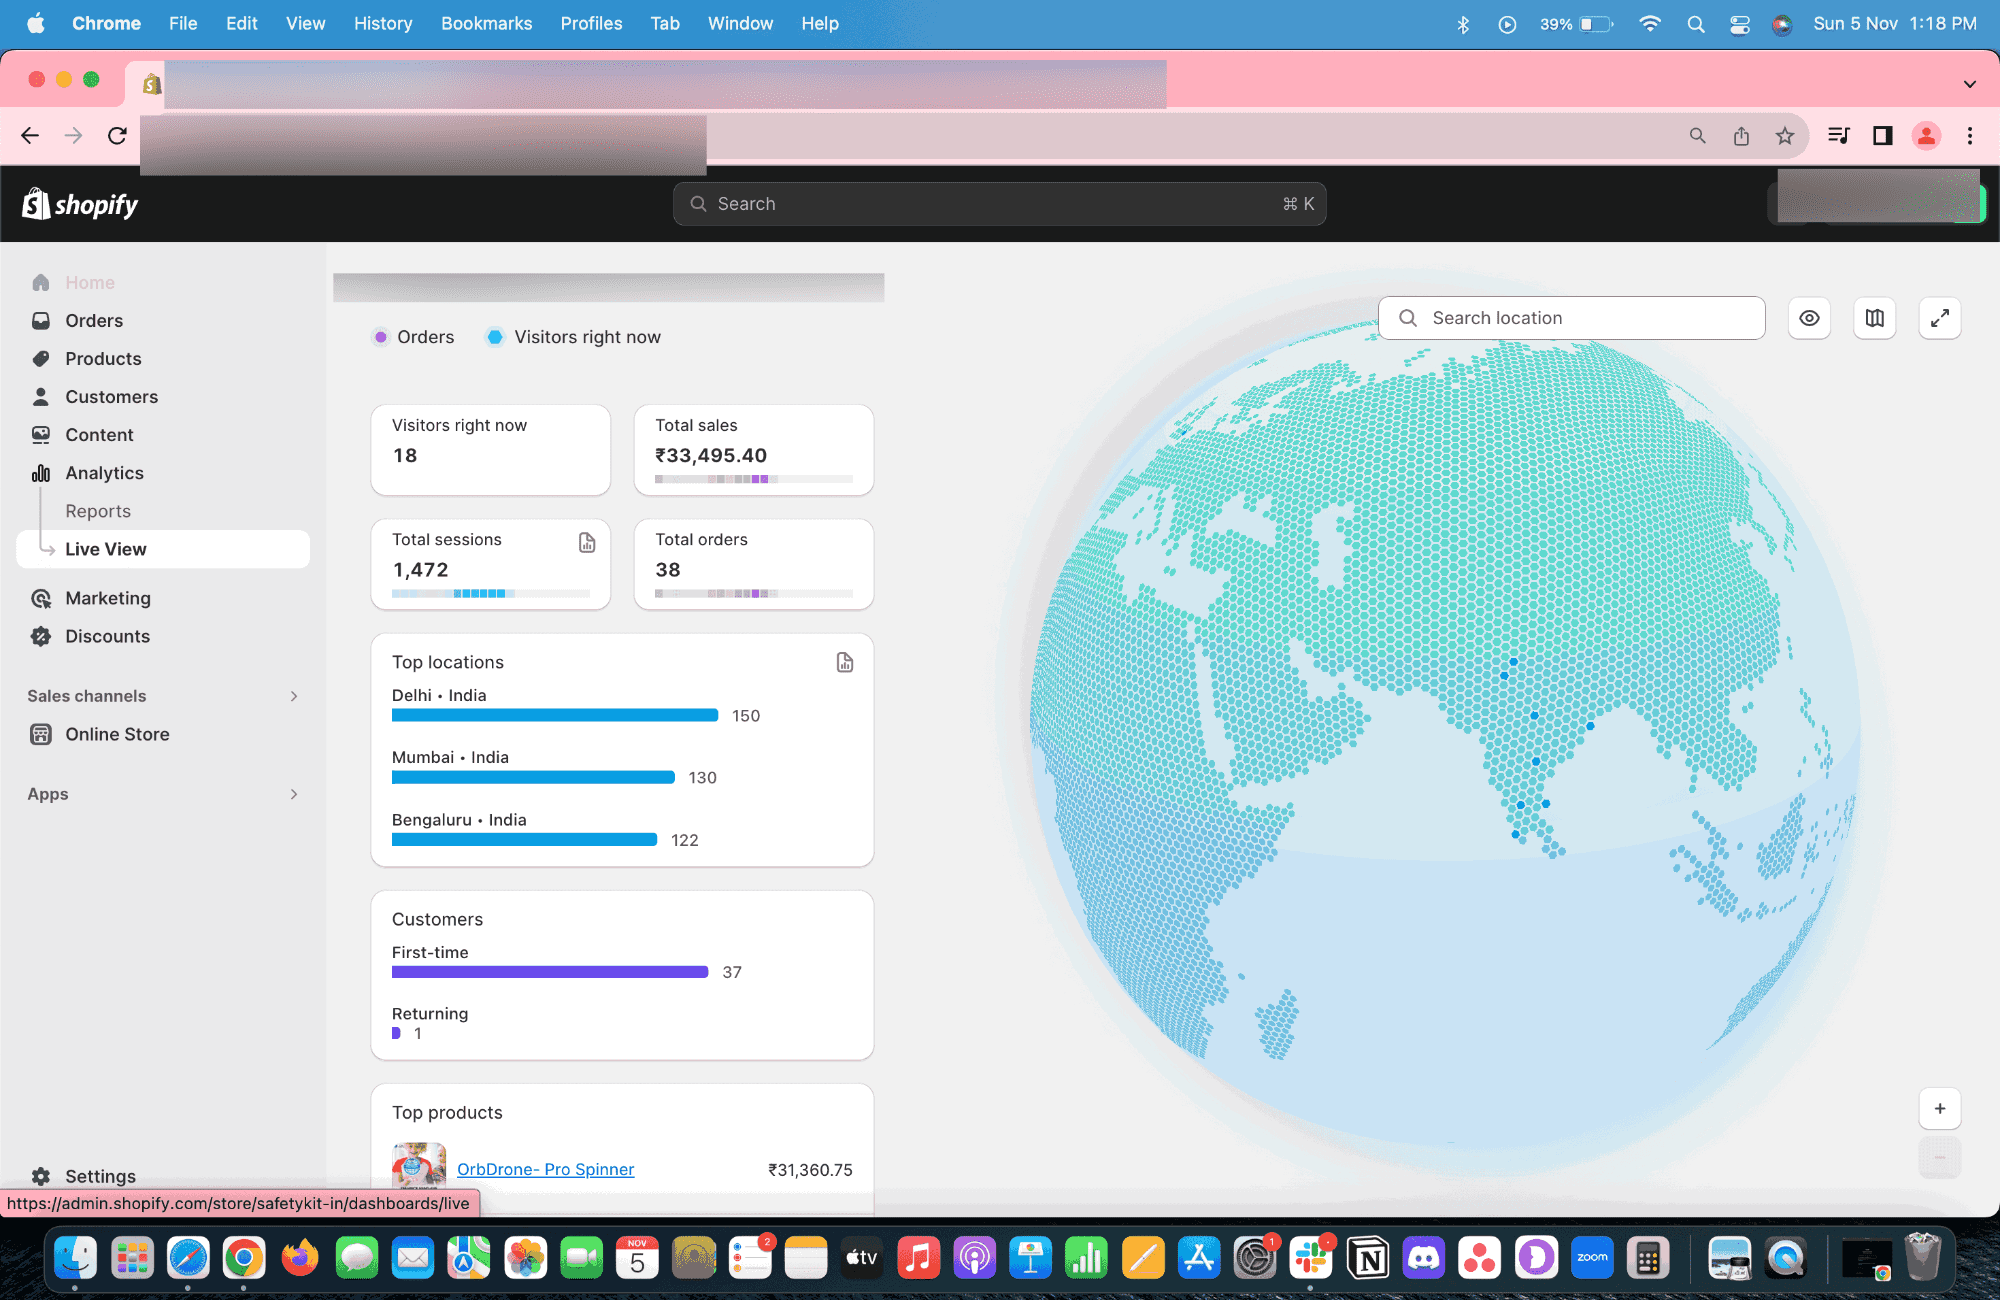 Chrome File Edit View History Bookmarks Profiles Tab Window Help 39% Sun 5 Nov 1:18 PM
shopify
Search ⌘ K
Home
Orders
Products
Customers
Content
Analytics
Reports
Live View
Marketing
Discounts
Sales channels
Online Store
Apps
Settings
https://admin.shopify.com/store/safetykit-in/dashboards/live
Orders Visitors right now
Visitors right now
18
Total sales
₹33,495.40
Total sessions
1,472
Total orders
38
Top locations
Delhi • India
150
Mumbai • India
130
Bengaluru • India
122
Customers
First-time
37
Returning
1
Top products
OrbDrone- Pro Spinner ₹31,360.75
Search location
+
NOV
5
2
tv
1
zoom